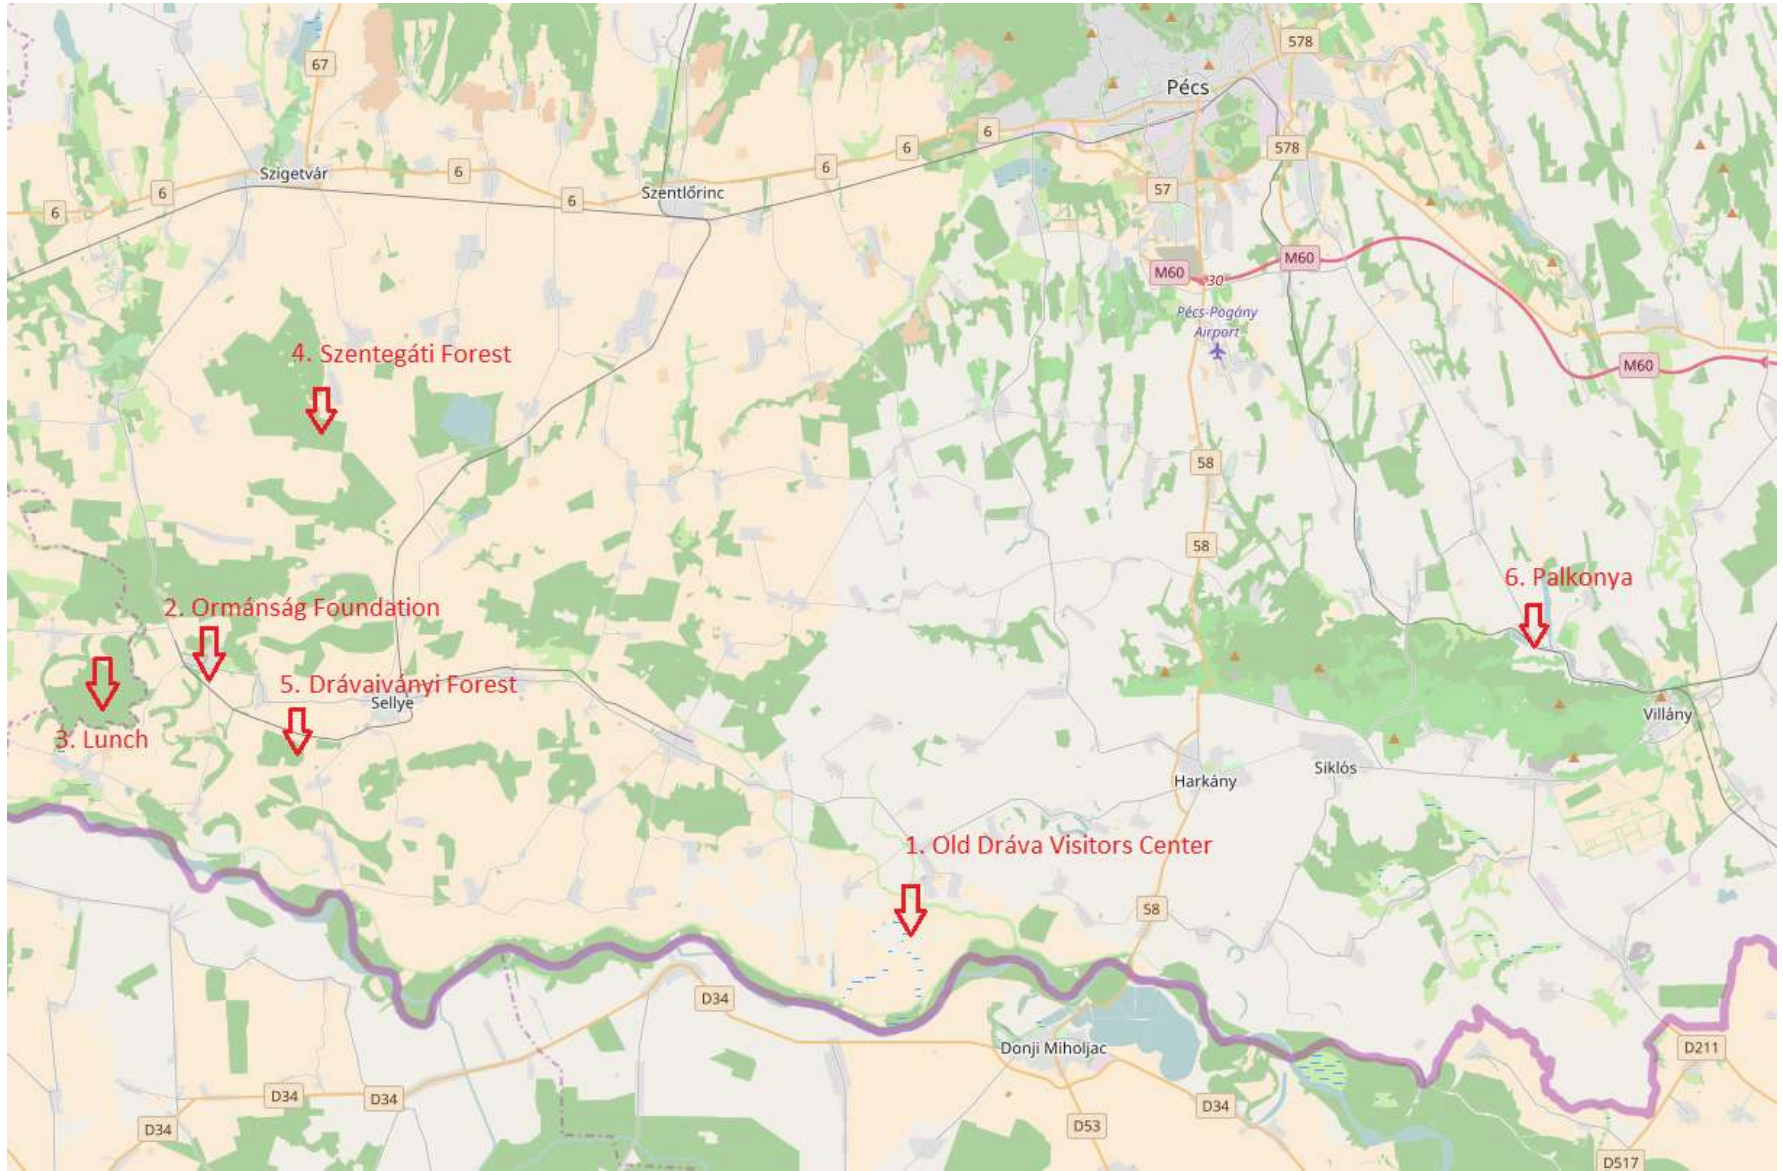 578
67
Pécs
6
578
6
6
Szigetvár
6
6
6
Szentlőrinc
57
6
6
M60
M60
30
Pécs-Pogány
Airport
4. Szentegáti Forest
M60
58
58
6. Palkonya
2. Ormánság Foundation
5. Drávaiványi Forest
Sellye
Villány
3. Lunch
Siklós
Harkány
1. Old Dráva Visitors Center
58
D34
Donji Miholjac
D211
D34
D34
D34
D34
D53
D517